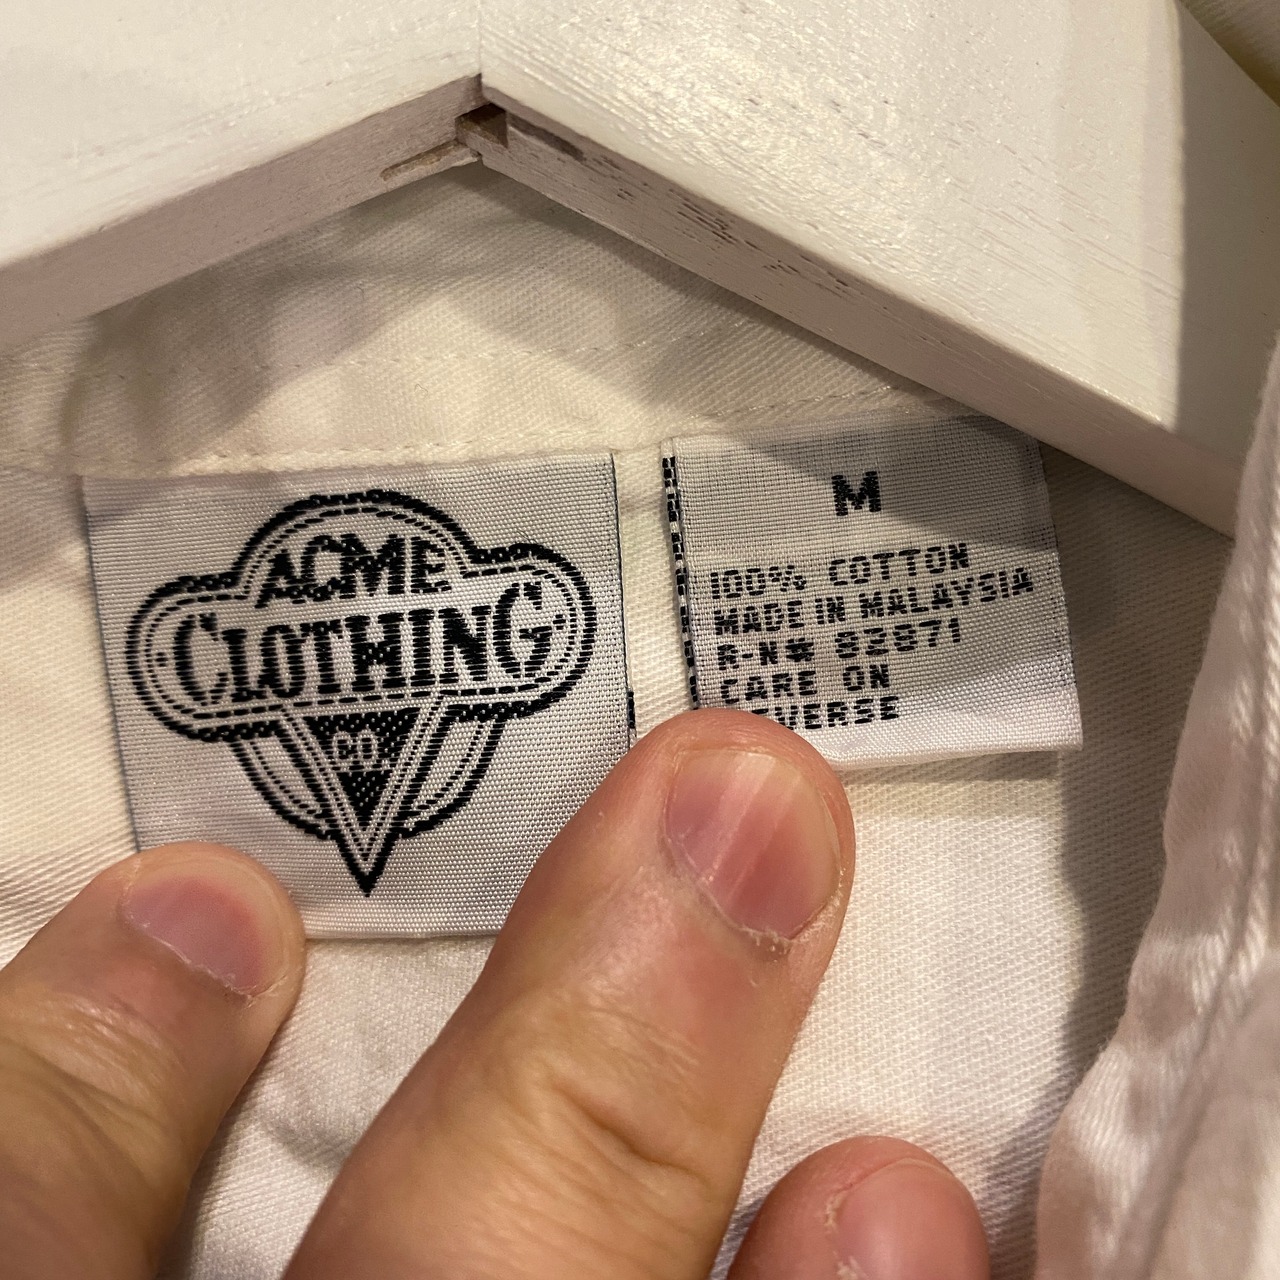 ACME
CLOTHING
CO.
M
100% COTTON
MADE IN MALAYSIA
R-N# 82871
CARE ON